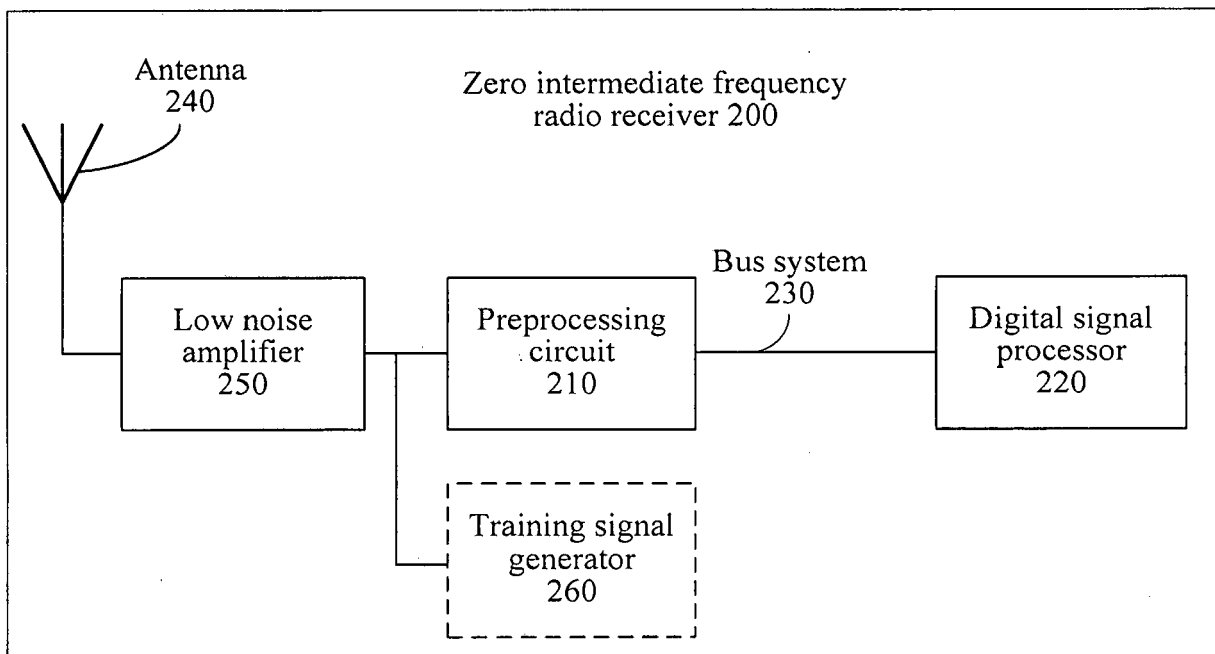 Antenna
240
Zero intermediate frequency
radio receiver 200
Low noise
amplifier
250
Preprocessing
circuit
210
Bus system
230
Digital signal
processor
220
Training signal
generator
260